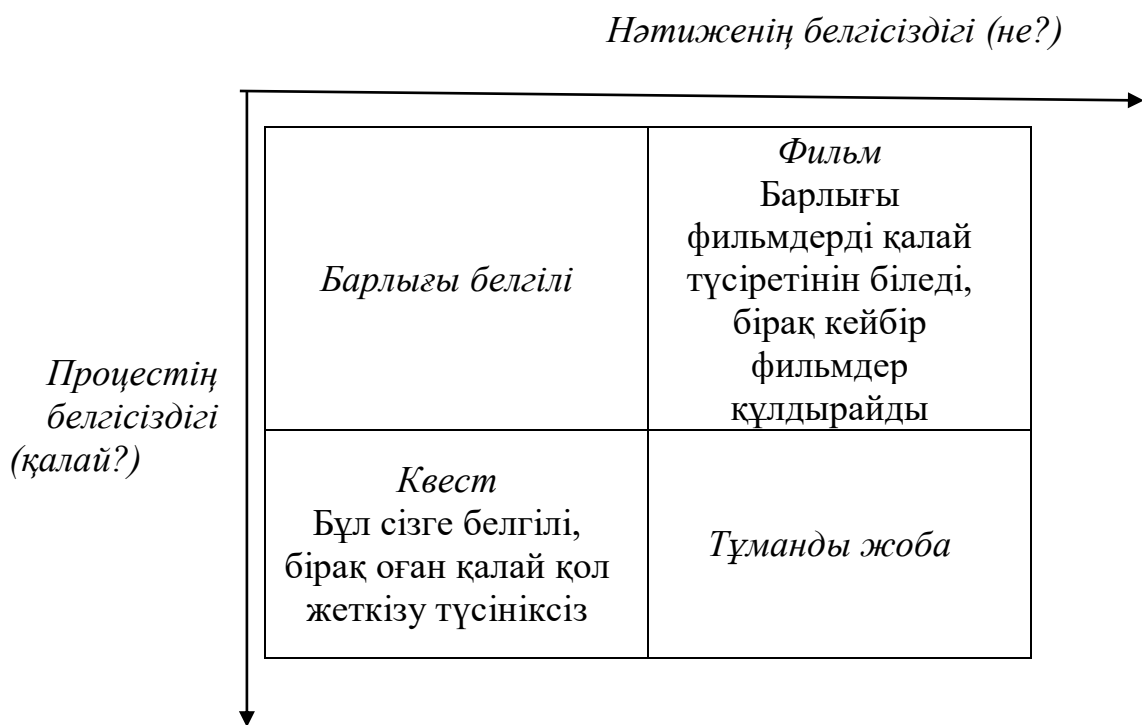 Нәтиженің белгісіздігі (не?)
Барлығы белгілі
Фильм
Барлығы
фильмдерді қалай
түсіретінін біледі,
бірақ кейбір
фильмдер
құлдырайды
Процестің
белгісіздігі
(қалай?)
Квест
Бұл сізге белгілі,
бірақ оған қалай қол
жеткізу түсініксіз
Тұманды жоба